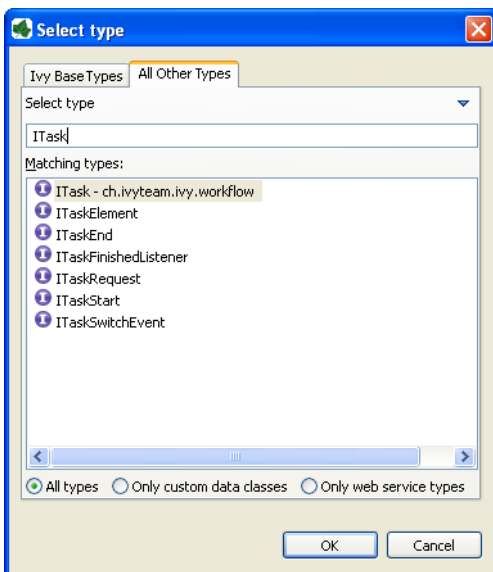 Select type
Ivy Base Types All Other Types
Select type
ITask
Matching types:
ITask - ch.ivyteam.ivy.workflow
ITaskElement
ITaskEnd
ITaskFinishedListener
ITaskRequest
ITaskStart
ITaskSwitchEvent
All types Only custom data classes Only web service types
OK Cancel